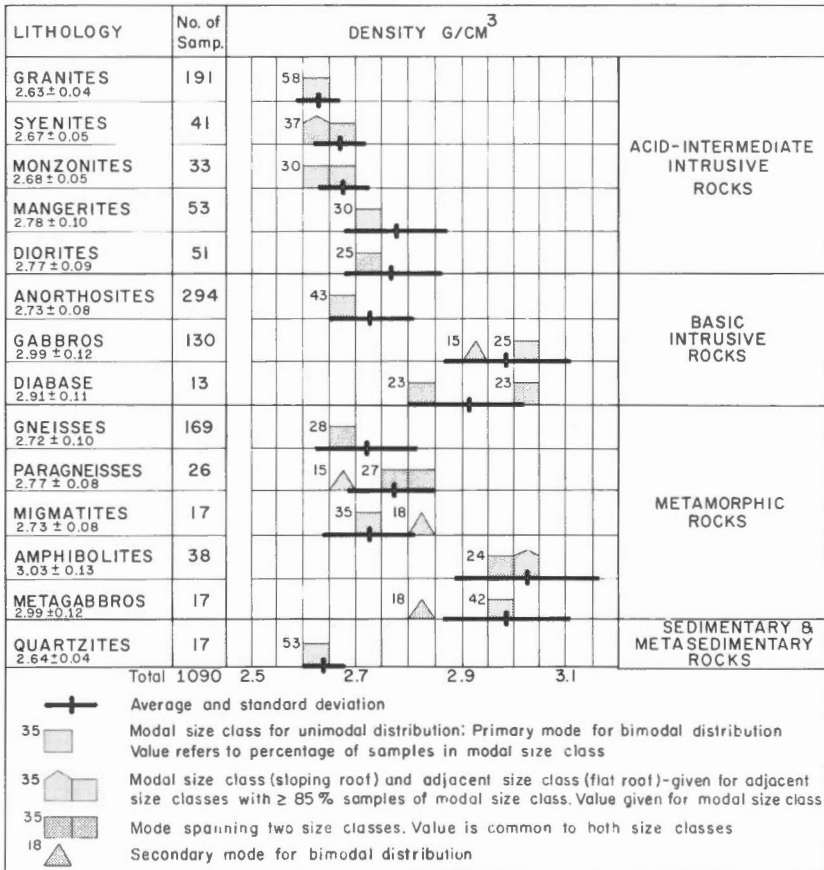 LITHOLOGY No. of Samp. DENSITY G/CM3
GRANITES 191 58
2.63 ± 0.04
SYENITES 41 37
2.67 ± 0.05
MONZONITES 33 30
2.68 ± 0.05
MANGERITES 53 30
2.78 ± 0.10
DIORITES 51 25
2.77 ± 0.09
ACID-INTERMEDIATE
INTRUSIVE
ROCKS
ANORTHOSITES 294 43
2.73 ± 0.08
GABBROS 130 15 25
2.99 ± 0.12
DIABASE 13 23 23
2.91 ± 0.11
BASIC
INTRUSIVE
ROCKS
GNEISSES 169 28
2.72 ± 0.10
PARAGNEISSES 26 15 27
2.77 ± 0.08
MIGMATITES 17 35 18
2.73 ± 0.08
AMPHIBOLITES 38 24
3.03 ± 0.13
METAGABBROS 17 18 42
2.99 ± 0.12
METAMORPHIC
ROCKS
QUARTZITES 17 53
2.64 ± 0.04
SEDIMENTARY &
METASEDIMENTARY
ROCKS
Total 1090 2.5 2.7 2.9 3.1
Average and standard deviation
35 Modal size class for unimodal distribution: Primary mode for bimodal distribution
Value refers to percentage of samples in modal size class
35 Modal size class (sloping roof) and adjacent size class (flat roof)-given for adjacent
size classes with ≥ 85% samples of modal size class. Value given for modal size class
35 Mode spanning two size classes. Value is common to both size classes
18 Secondary mode for bimodal distribution